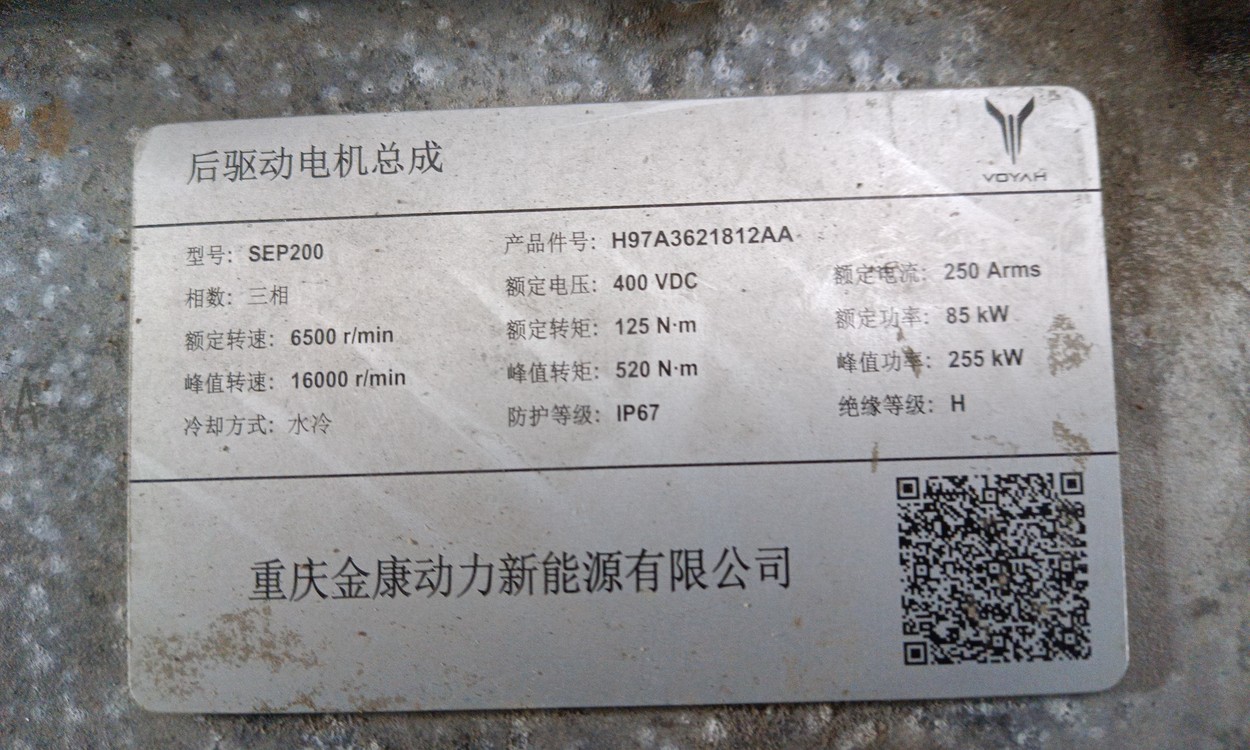 后驱动电机总成
VOYAH
型号: SEP200 产品件号: H97A3621812AA
相数: 三相 额定电压: 400 VDC 额定电流: 250 Arms
额定转速: 6500 r/min 额定转矩: 125 N·m 额定功率: 85 kW
峰值转速: 16000 r/min 峰值转矩: 520 N·m 峰值功率: 255 kW
冷却方式: 水冷 防护等级: IP67 绝缘等级: H
重庆金康动力新能源有限公司